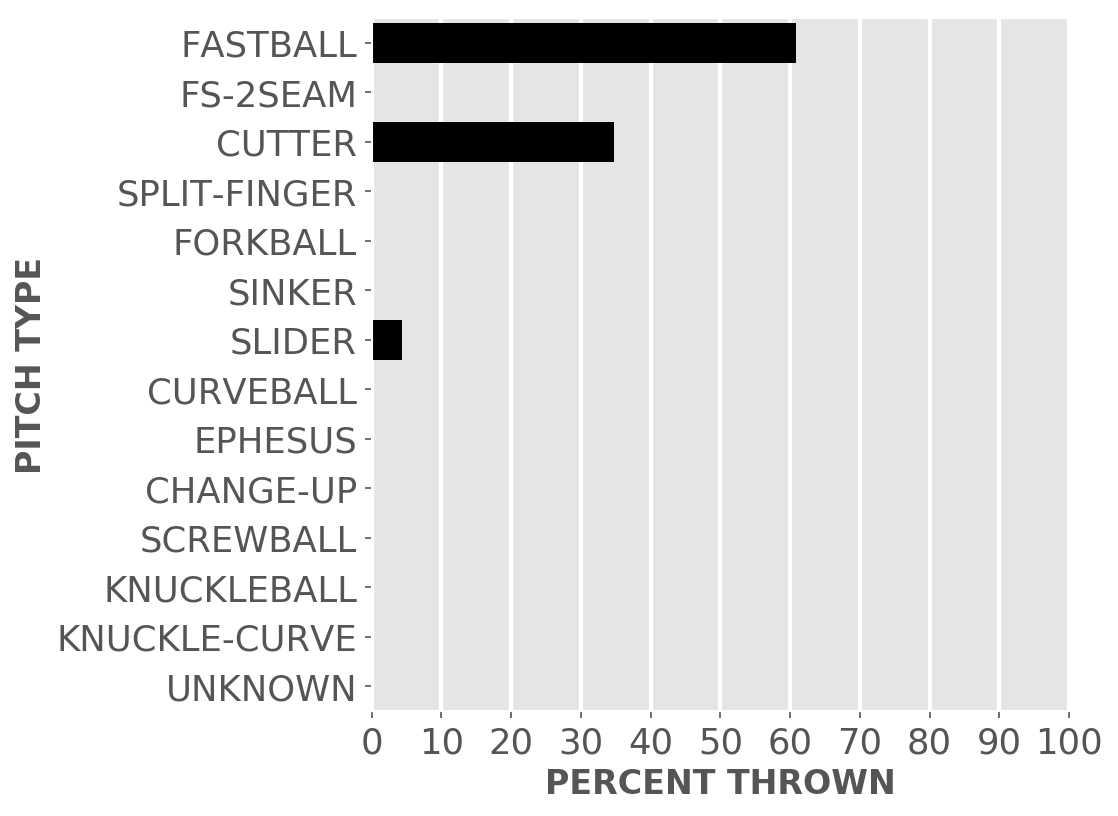 FASTBALL
FS-2SEAM
CUTTER
SPLIT-FINGER
FORKBALL
SINKER
SLIDER
CURVEBALL
EPHESUS
CHANGE-UP
SCREWBALL
KNUCKLEBALL
KNUCKLE-CURVE
UNKNOWN
PITCH TYPE
0 10 20 30 40 50 60 70 80 90 100
PERCENT THROWN